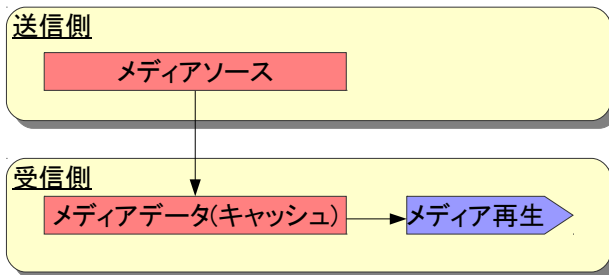 送信側
メディアソース
受信側
メディアデータ(キャッシュ)
メディア再生